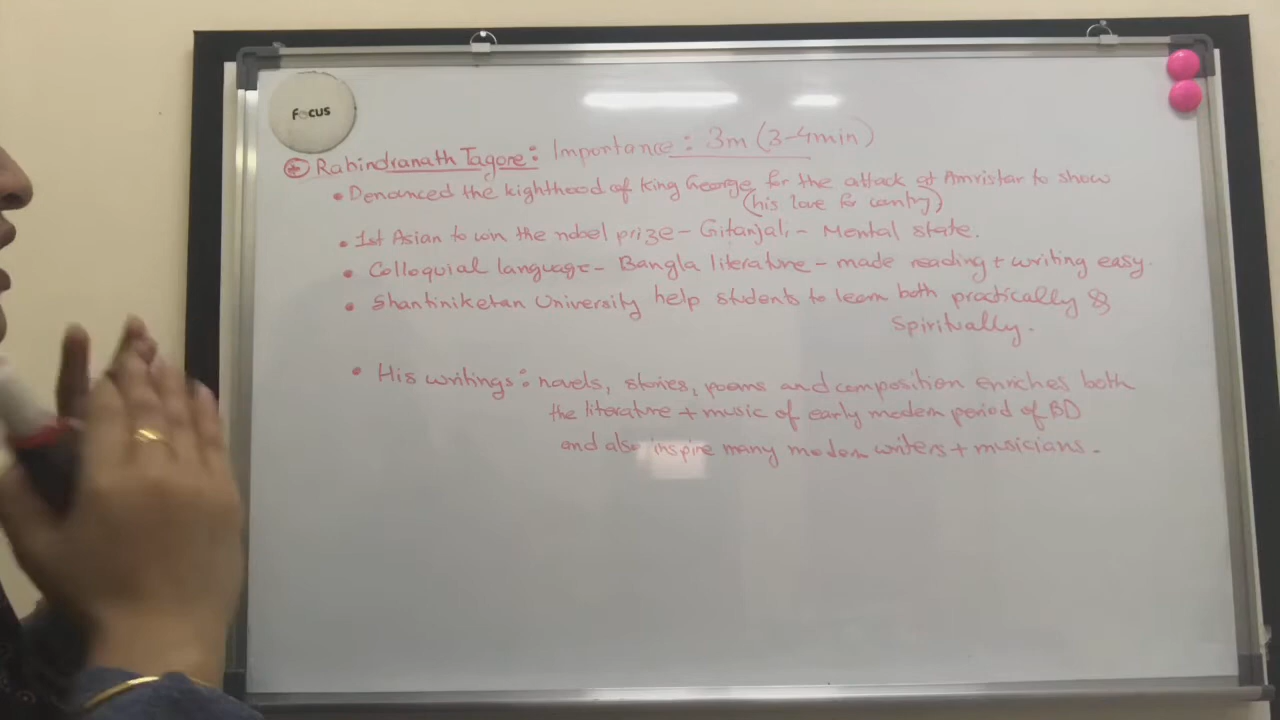 Focus
Rabindranath Tagore: Importance: 3m (3-4min)
• Denounced the kighthood of King George for the attack at Amristar to show
(his love for contry)
• 1st Asian to win the nobel prize - Gitanjali - Mental state.
• Colloquial language - Bangla literature - made reading + writing easy.
• Shantiniketan University help students to learn both practically &
Spiritually.
• His writings: novels, stories, poems and composition enriches both
the literature + music of early modern period of BD
and also inspire many modern writers + musicians.